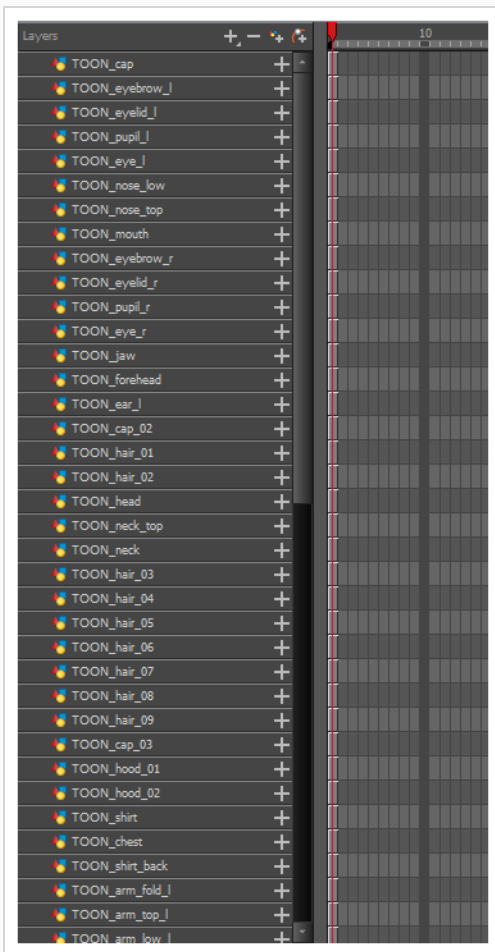 Layers
10
TOON_cap
TOON_eyebrow_l
TOON_eyelid_l
TOON_pupil_l
TOON_eye_l
TOON_nose_low
TOON_nose_top
TOON_mouth
TOON_eyebrow_r
TOON_eyelid_r
TOON_pupil_r
TOON_eye_r
TOON_jaw
TOON_forehead
TOON_ear_l
TOON_cap_02
TOON_hair_01
TOON_hair_02
TOON_head
TOON_neck_top
TOON_neck
TOON_hair_03
TOON_hair_04
TOON_hair_05
TOON_hair_06
TOON_hair_07
TOON_hair_08
TOON_hair_09
TOON_cap_03
TOON_hood_01
TOON_hood_02
TOON_shirt
TOON_chest
TOON_shirt_back
TOON_arm_fold_l
TOON_arm_top_l
TOON_arm_low_l